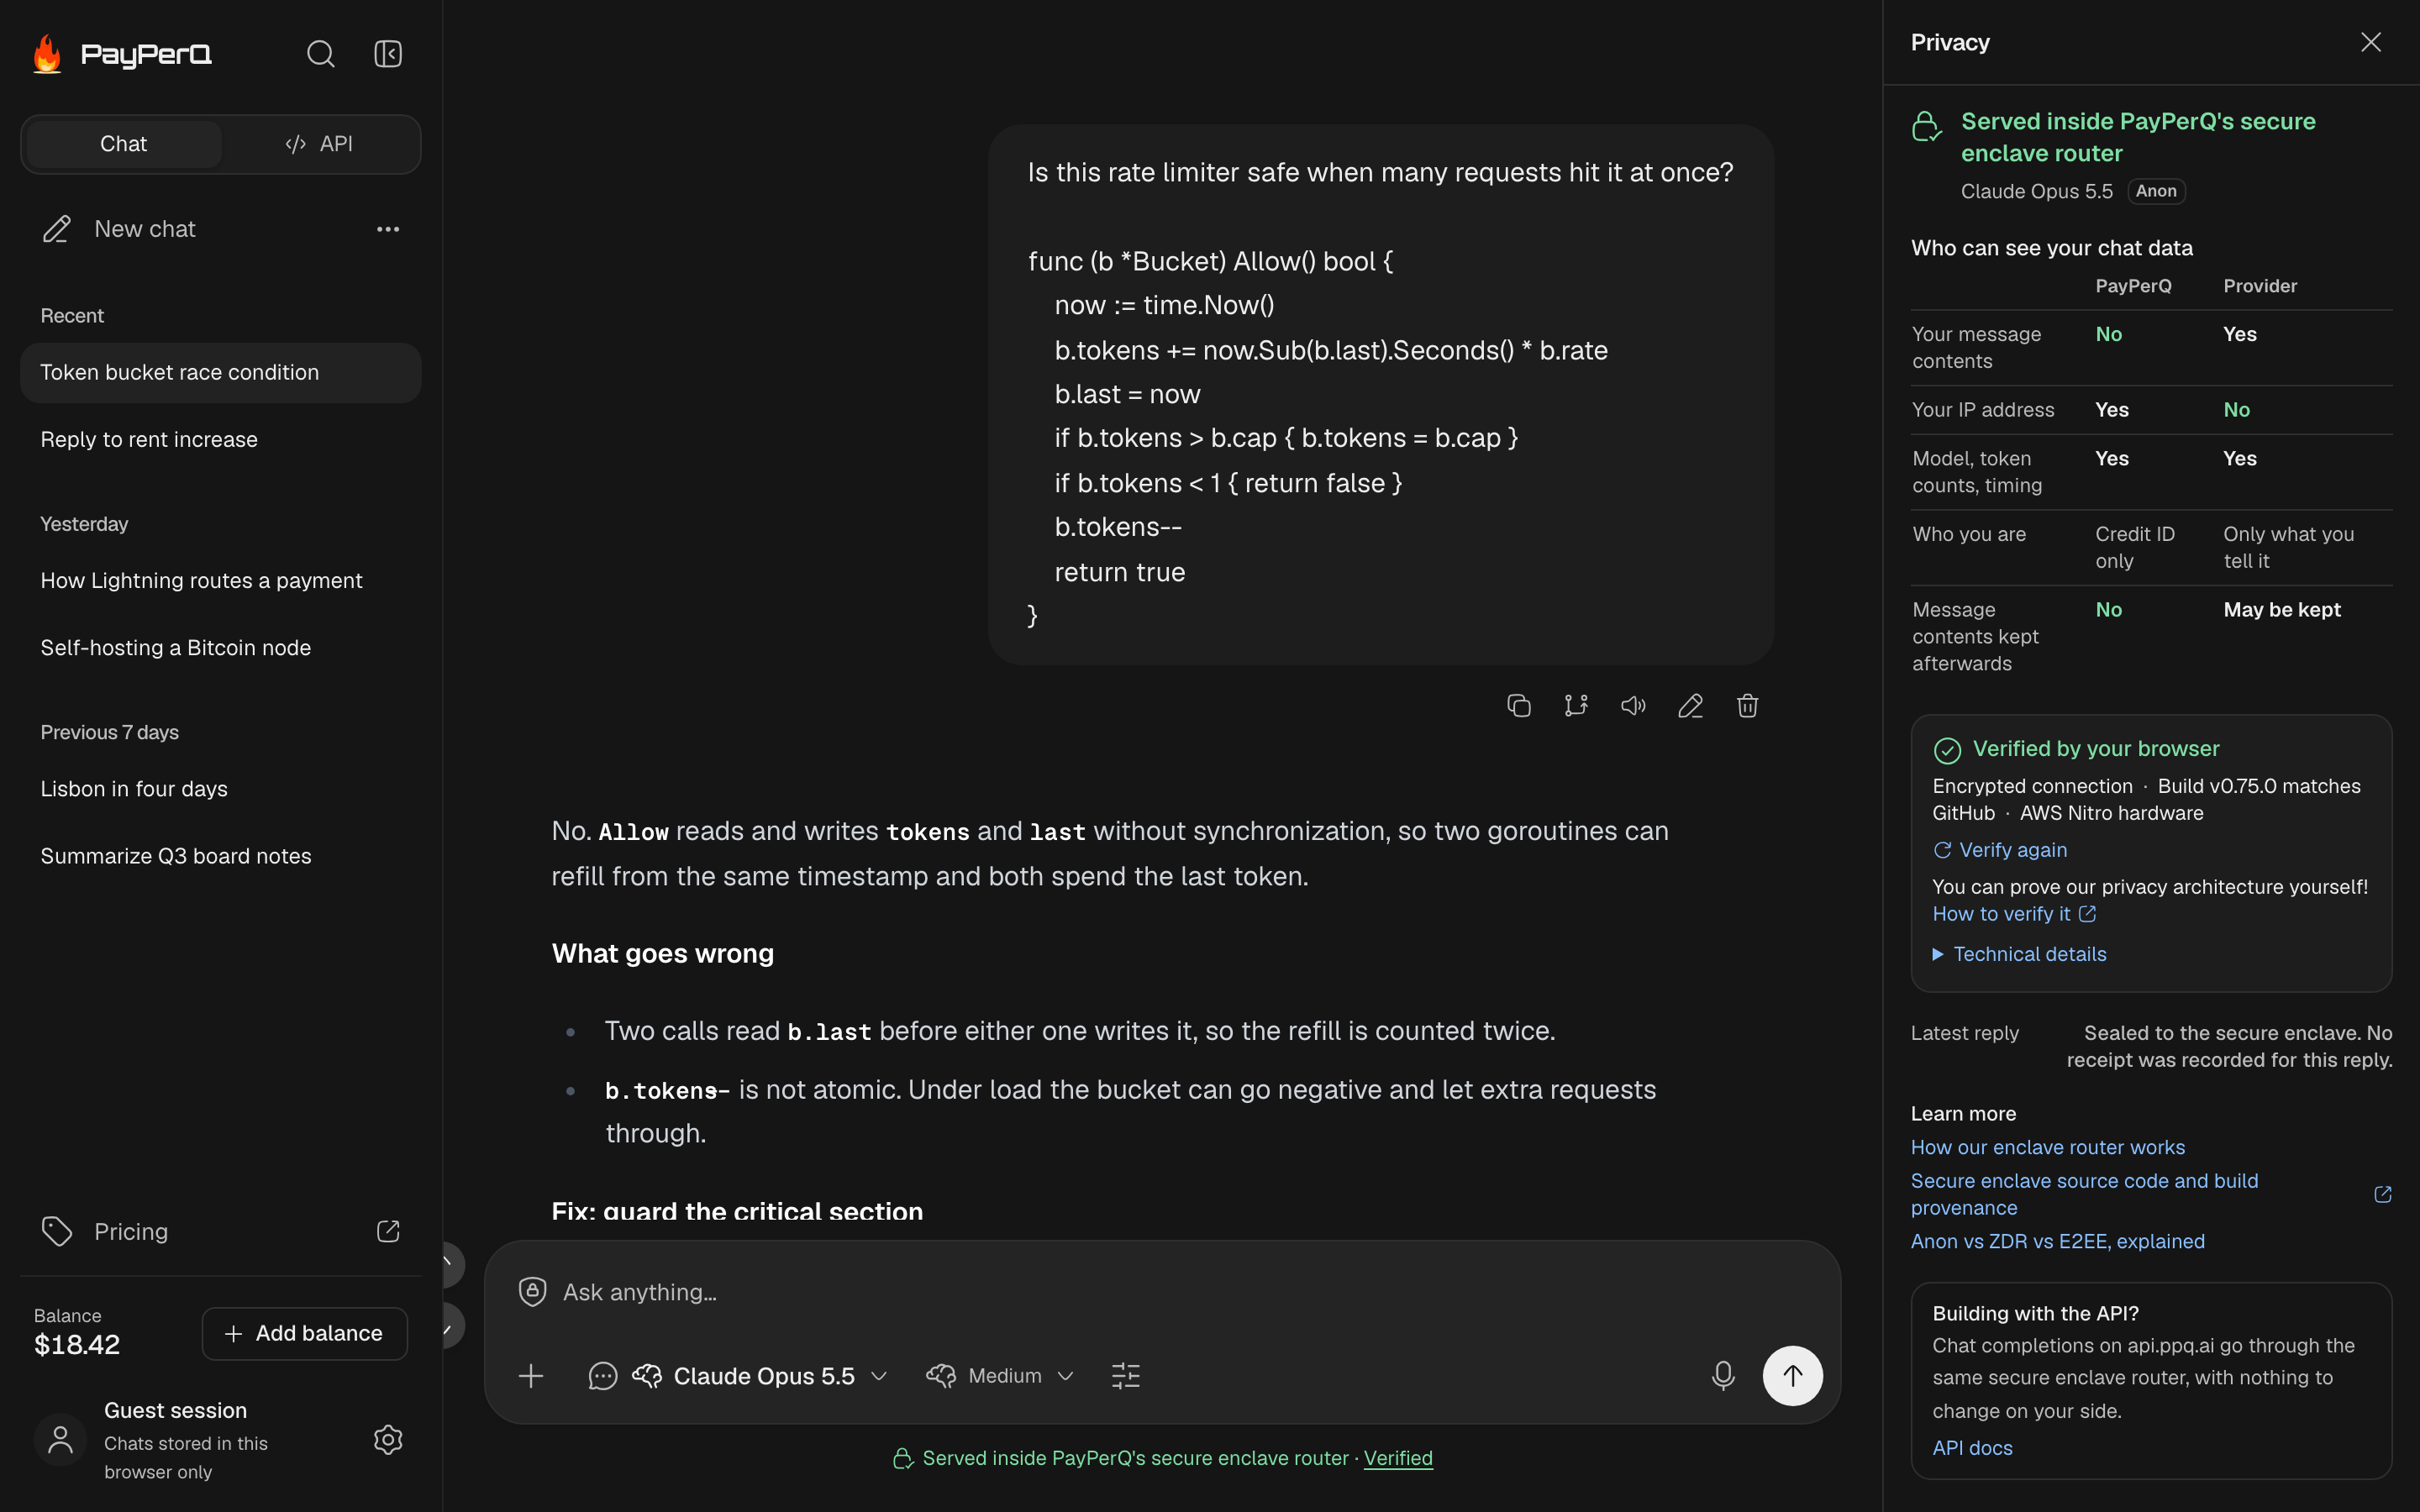 PayPerQ
Chat
</> API
New chat
Recent
Token bucket race condition
Reply to rent increase
Yesterday
How Lightning routes a payment
Self-hosting a Bitcoin node
Previous 7 days
Lisbon in four days
Summarize Q3 board notes
Pricing
Balance
$18.42
Add balance
Guest session
Chats stored in this
browser only
Is this rate limiter safe when many requests hit it at once?
func (b *Bucket) Allow() bool {
now := time.Now()
b.tokens += now.Sub(b.last).Seconds() * b.rate
b.last = now
if b.tokens > b.cap { b.tokens = b.cap }
if b.tokens < 1 { return false }
b.tokens--
return true
}
No. Allow reads and writes tokens and last without synchronization, so two goroutines can
refill from the same timestamp and both spend the last token.
What goes wrong
• Two calls read b.last before either one writes it, so the refill is counted twice.
• b.tokens-- is not atomic. Under load the bucket can go negative and let extra requests
through.
Fix: guard the critical section
Ask anything...
Claude Opus 5.5
Medium
Served inside PayPerQ's secure enclave router · Verified
Privacy
Served inside PayPerQ's secure
enclave router
Claude Opus 5.5 Anon
Who can see your chat data
PayPerQ Provider
Your message
contents
No Yes
Your IP address Yes No
Model, token
counts, timing
Yes Yes
Who you are
Credit ID
only
Only what you
tell it
Message
contents kept
afterwards
No May be kept
Verified by your browser
Encrypted connection · Build v0.75.0 matches
GitHub · AWS Nitro hardware
Verify again
You can prove our privacy architecture yourself!
How to verify it
Technical details
Latest reply
Sealed to the secure enclave. No
receipt was recorded for this reply.
Learn more
How our enclave router works
Secure enclave source code and build
provenance
Anon vs ZDR vs E2EE, explained
Building with the API?
Chat completions on api.ppq.ai go through the
same secure enclave router, with nothing to
change on your side.
API docs